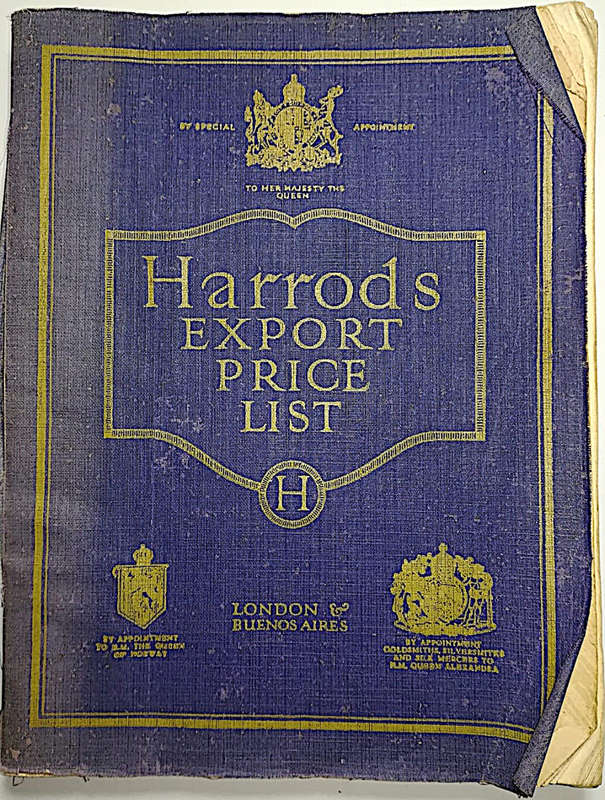 BY SPECIAL APPOINTMENT
TO HER MAJESTY THE
QUEEN
Harrods
EXPORT
PRICE
LIST
H
BY APPOINTMENT
TO H.M. THE QUEEN
OF NORWAY
LONDON &
BUENOS AIRES
BY APPOINTMENT
GOLDSMITHS, SILVERSMITHS
AND SILK MERCERS TO
H.M. QUEEN ALEXANDRA